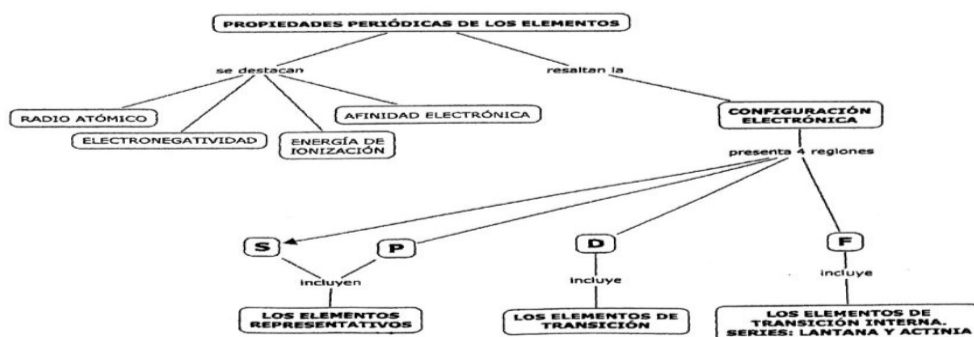 PROPIEDADES PERIÓDICAS DE LOS ELEMENTOS
se destacan
resaltan la
RADIO ATÓMICO
ELECTRONEGATIVIDAD
ENERGÍA DE
IONIZACIÓN
AFINIDAD ELECTRÓNICA
CONFIGURACIÓN
ELECTRÓNICA
presenta 4 regiones
S
P
D
F
incluyen
incluye
incluye
LOS ELEMENTOS
REPRESENTATIVOS
LOS ELEMENTOS DE
TRANSICIÓN
LOS ELEMENTOS DE
TRANSICIÓN INTERNA.
SERIES: LANTANA Y ACTINIA